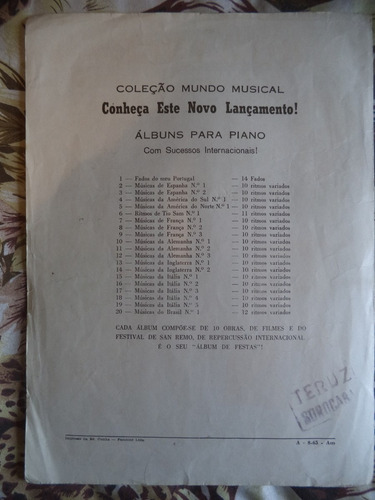 COLEÇÃO MUNDO MUSICAL
Conheça Este Novo Lançamento!
ÁLBUNS PARA PIANO
Com Sucessos Internacionais!
1 — Fados do meu Portugal — 14 Fados
2 — Músicas de Espanha N.º 1 — 10 ritmos variados
3 — Músicas de Espanha N.º 2 — 10 ritmos variados
4 — Músicas da América do Sul N.º 1 — 10 ritmos variados
5 — Músicas da América do Norte N.º 1 — 10 ritmos variados
6 — Ritmos de Tio Sam N.º 1 — 11 ritmos variados
7 — Músicas de França N.º 1 — 10 ritmos variados
8 — Músicas de França N.º 2 — 10 ritmos variados
9 — Músicas de França N.º 3 — 10 ritmos variados
10 — Músicas da Alemanha N.º 1 — 10 ritmos variados
11 — Músicas da Alemanha N.º 2 — 10 ritmos variados
12 — Músicas da Alemanha N.º 3 — 10 ritmos variados
13 — Músicas da Inglaterra N.º 1 — 10 ritmos variados
14 — Músicas da Inglaterra N.º 2 — 10 ritmos variados
15 — Músicas da Itália N.º 1 — 10 ritmos variados
16 — Músicas da Itália N.º 2 — 10 ritmos variados
17 — Músicas da Itália N.º 3 — 10 ritmos variados
18 — Músicas da Itália N.º 4 — 10 ritmos variados
19 — Músicas da Itália N.º 5 — 10 ritmos variados
20 — Músicas do Brasil N.º 1 — 12 ritmos variados
CADA ÁLBUM COMPÕE-SE DE 10 OBRAS, DE FILMES E DO
FESTIVAL DE SAN REMO, DE REPERCUSSÃO INTERNACIONAL
É O SEU "ÁLBUM DE FESTAS"!
TERUZ
SOROCABA
A - 8-65 -